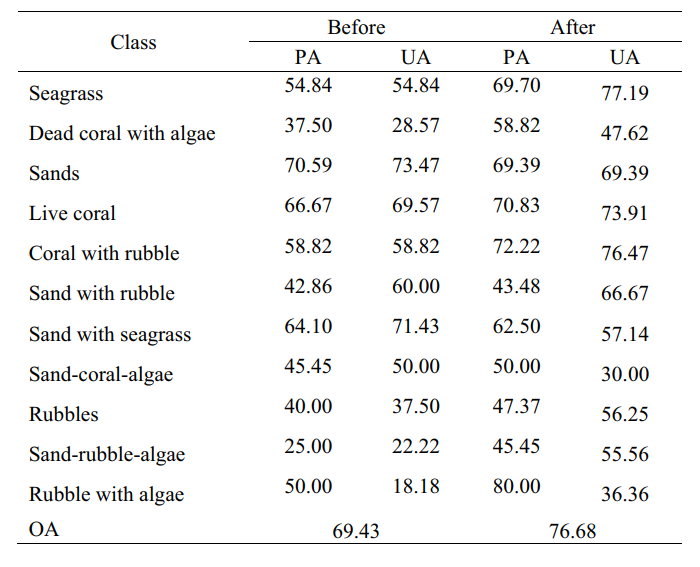 Class Before After
PA UA PA UA
Seagrass 54.84 54.84 69.70 77.19
Dead coral with algae 37.50 28.57 58.82 47.62
Sands 70.59 73.47 69.39 69.39
Live coral 66.67 69.57 70.83 73.91
Coral with rubble 58.82 58.82 72.22 76.47
Sand with rubble 42.86 60.00 43.48 66.67
Sand with seagrass 64.10 71.43 62.50 57.14
Sand-coral-algae 45.45 50.00 50.00 30.00
Rubbles 40.00 37.50 47.37 56.25
Sand-rubble-algae 25.00 22.22 45.45 55.56
Rubble with algae 50.00 18.18 80.00 36.36
OA 69.43 76.68